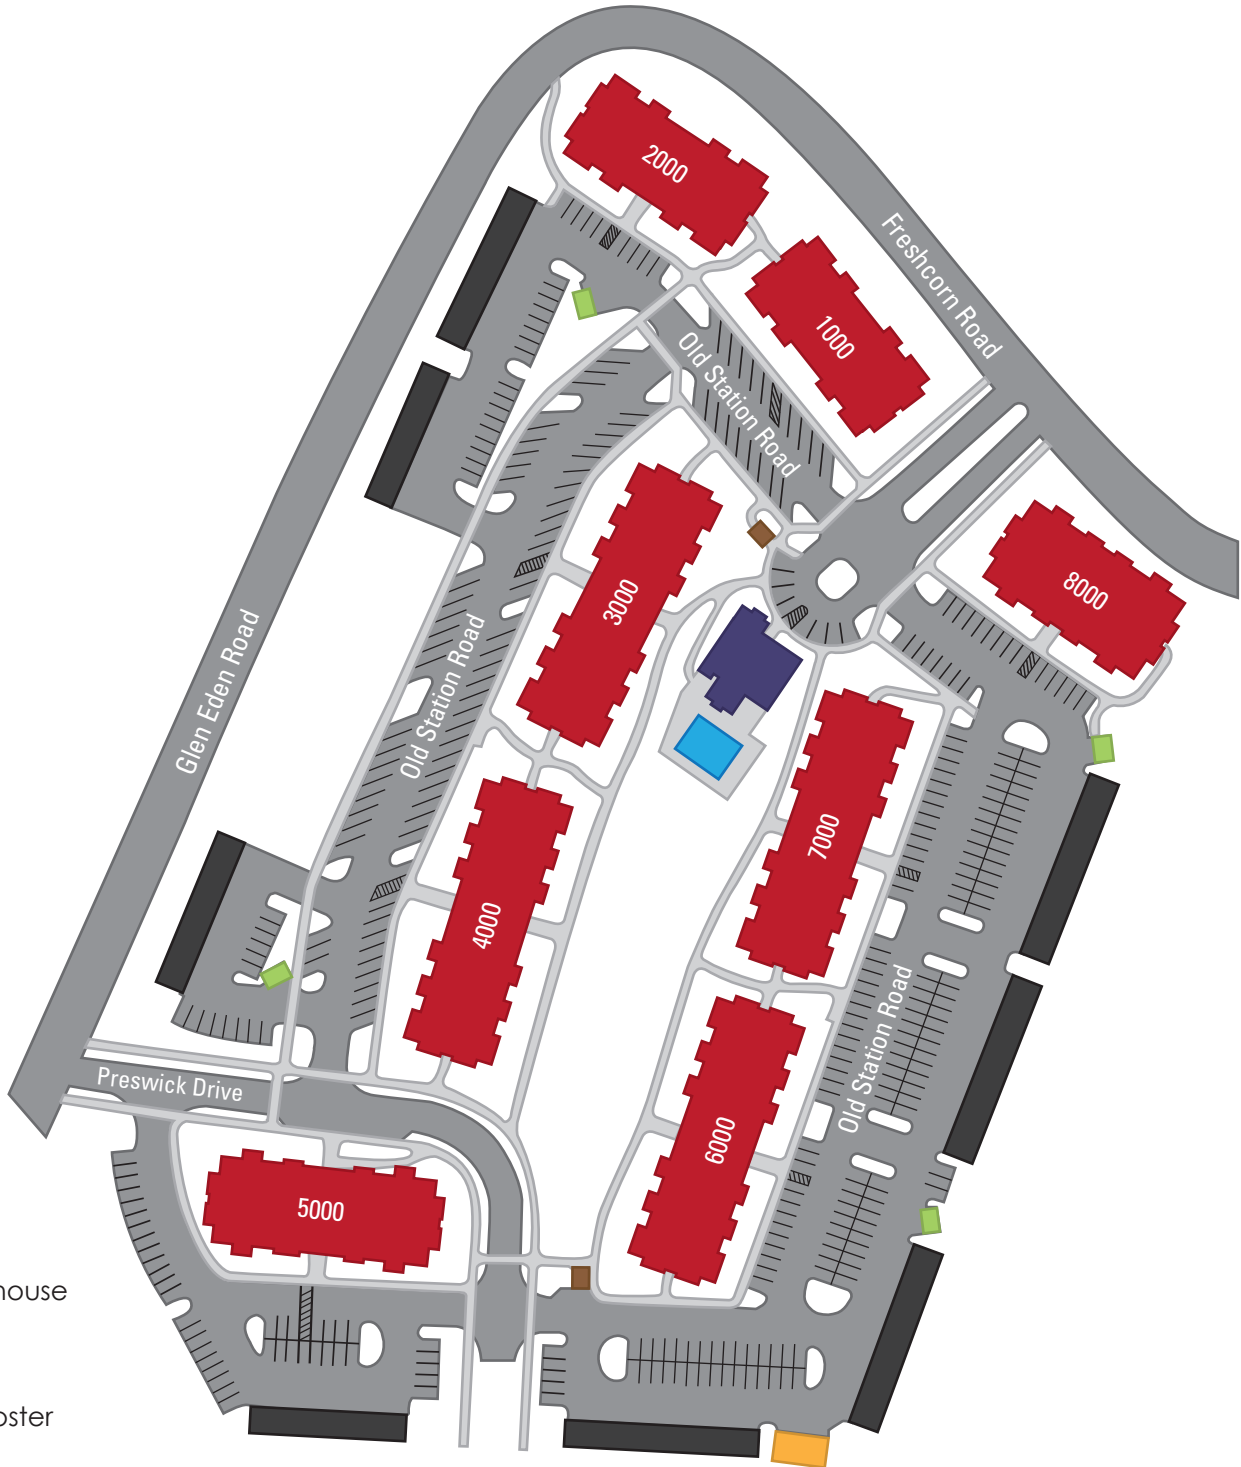 2000
1000
Freshcorn Road
Old Station Road
3000
8000
Glen Eden Road
Old Station Road
7000
4000
Old Station Road
Preswick Drive
6000
5000
house
oster